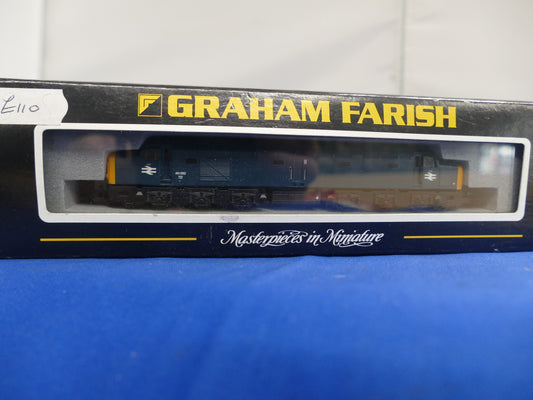 £110
GRAHAM FARISH
Masterpieces in Miniature